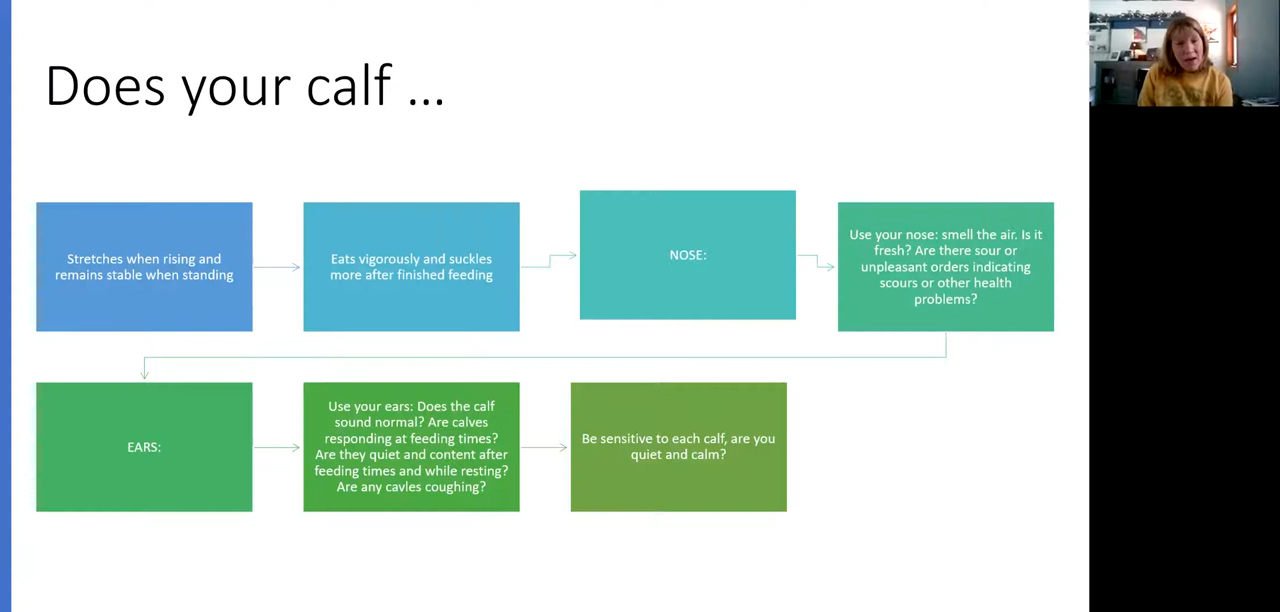 Does your calf ...
Stretches when rising and
remains stable when standing
Eats vigorously and suckles
more after finished feeding
NOSE:
Use your nose: smell the air. Is it
fresh? Are there sour or
unpleasant orders indicating
scours or other health
problems?
EARS:
Use your ears: Does the calf
sound normal? Are calves
responding at feeding times?
Are they quiet and content after
feeding times and while resting?
Are any cavles coughing?
Be sensitive to each calf, are you
quiet and calm?